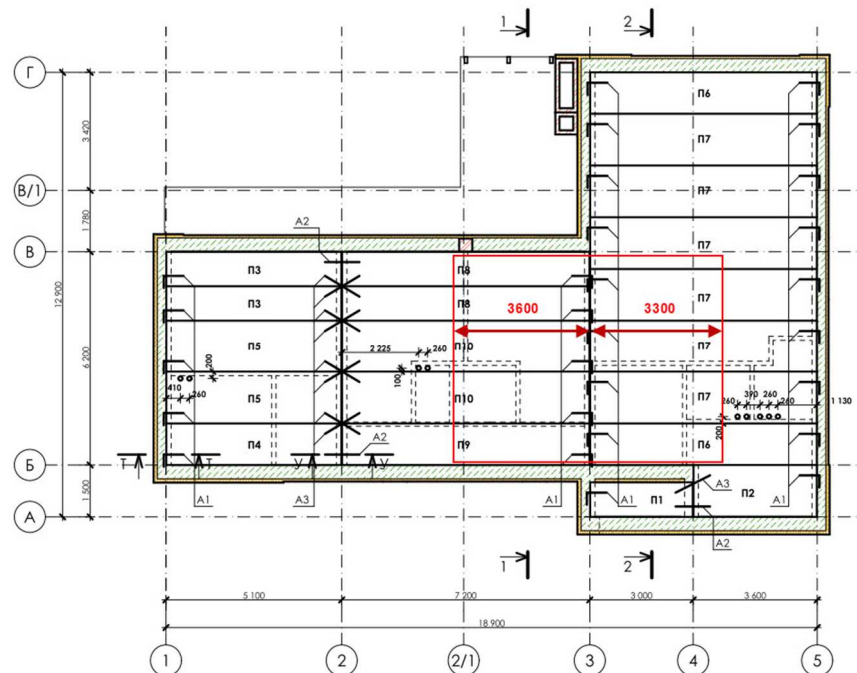 1
2
Г
П6
П7
3 420
В/1
П7
1 780
А2
П7
В
П3
П8
П7
12 900
П3
П8
3600
3300
П5
П10
П7
6 200
2 225
260
200
100
410
260
П5
П10
П7
260
390
260
260
1 130
200
П4
А2
П9
П6
Б
Т
Т
У
У
А3
1 500
А1
А3
А1
А1
П1
П2
А1
А
А2
1
2
5 100
7 200
3 000
3 600
18 900
1
2
2/1
3
4
5